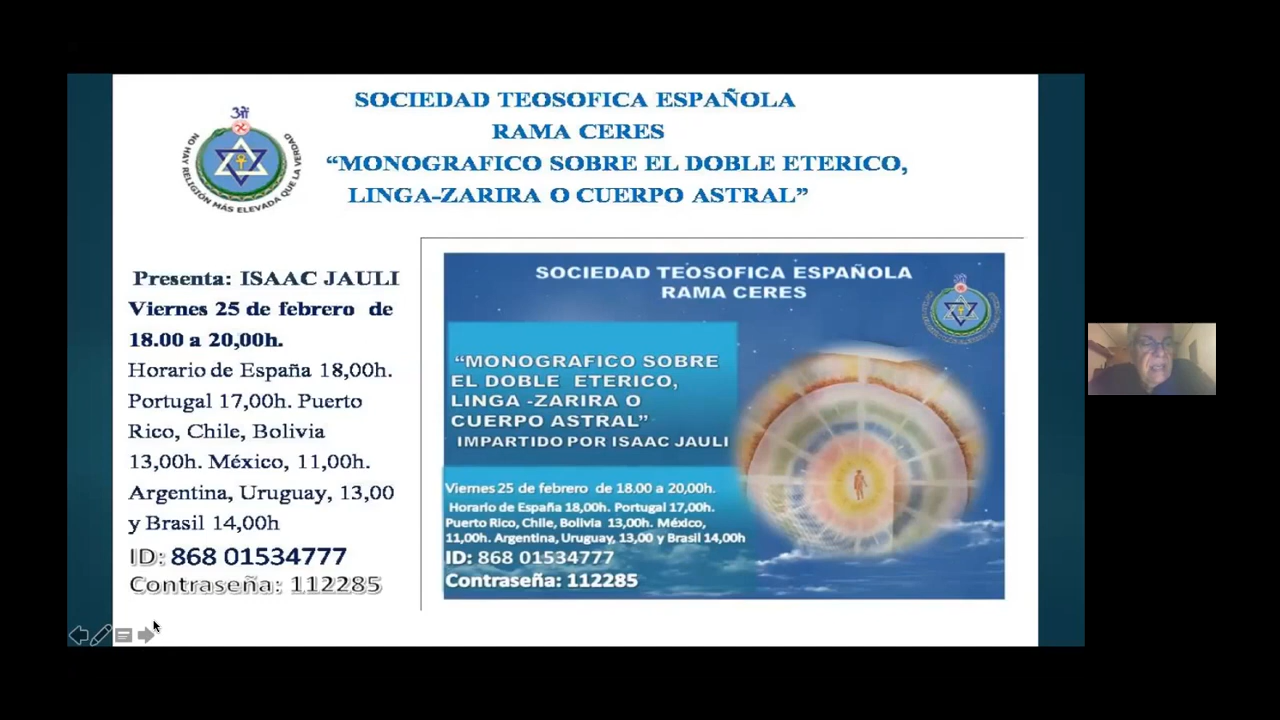 SOCIEDAD TEOSOFICA ESPAÑOLA
RAMA CERES
“MONOGRAFICO SOBRE EL DOBLE ETERICO,
LINGA-ZARIRA O CUERPO ASTRAL”
ओं
NO HAY RELIGIÓN MÁS ELEVADA QUE LA VERDAD
Presenta: ISAAC JAULI
Viernes 25 de febrero de
18.00 a 20,00h.
Horario de España 18,00h.
Portugal 17,00h. Puerto
Rico, Chile, Bolivia
13,00h. México, 11,00h.
Argentina, Uruguay, 13,00
y Brasil 14,00h
ID: 868 01534777
Contraseña: 112285
SOCIEDAD TEOSOFICA ESPAÑOLA
RAMA CERES
“MONOGRAFICO SOBRE
EL DOBLE ETERICO,
LINGA -ZARIRA O
CUERPO ASTRAL”
IMPARTIDO POR ISAAC JAULI
Viernes 25 de febrero de 18.00 a 20,00h.
Horario de España 18,00h. Portugal 17,00h.
Puerto Rico, Chile, Bolivia 13,00h. México,
11,00h. Argentina, Uruguay, 13,00 y Brasil 14,00h
ID: 868 01534777
Contraseña: 112285